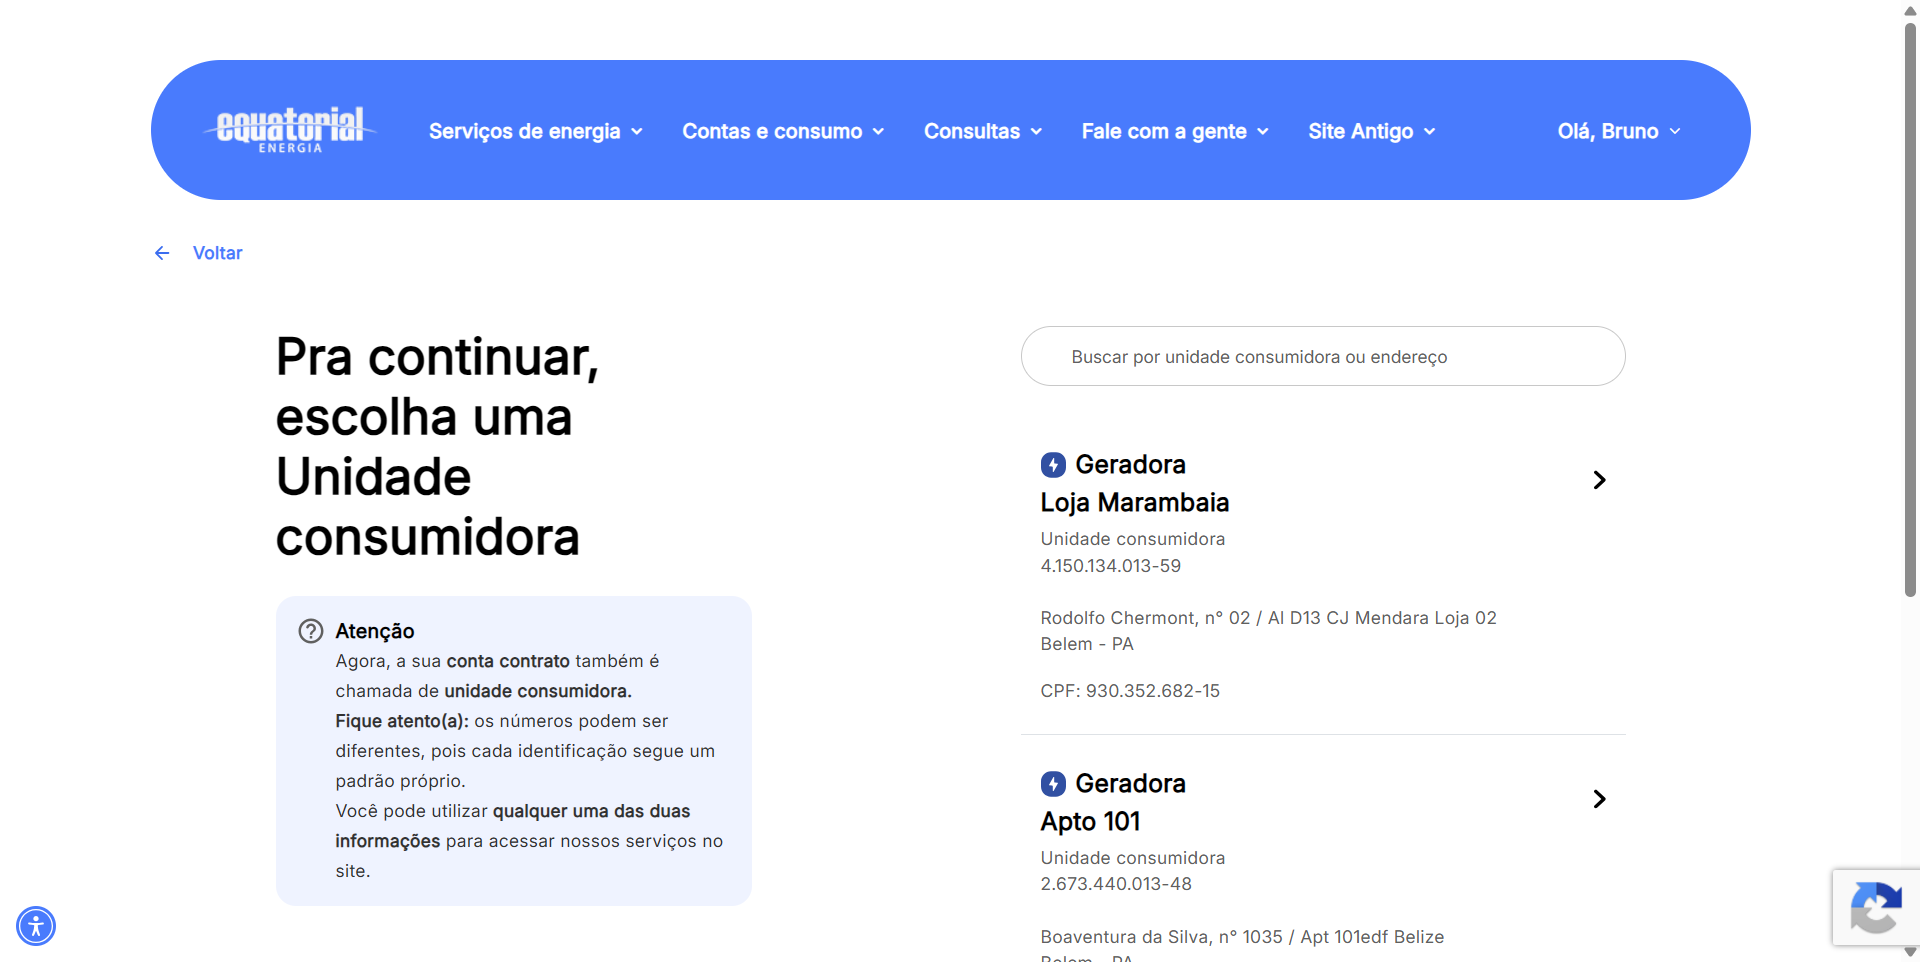 equatorial
ENERGIA
Serviços de energia
Contas e consumo
Consultas
Fale com a gente
Site Antigo
Olá, Bruno
Voltar
Pra continuar,
escolha uma
Unidade
consumidora
Atenção
Agora, a sua conta contrato também é
chamada de unidade consumidora.
Fique atento(a): os números podem ser
diferentes, pois cada identificação segue um
padrão próprio.
Você pode utilizar qualquer uma das duas
informações para acessar nossos serviços no
site.
Buscar por unidade consumidora ou endereço
Geradora
Loja Marambaia
Unidade consumidora
4.150.134.013-59
Rodolfo Chermont, n° 02 / Al D13 CJ Mendara Loja 02
Belem - PA
CPF: 930.352.682-15
Geradora
Apto 101
Unidade consumidora
2.673.440.013-48
Boaventura da Silva, n° 1035 / Apt 101edf Belize
Belem - PA